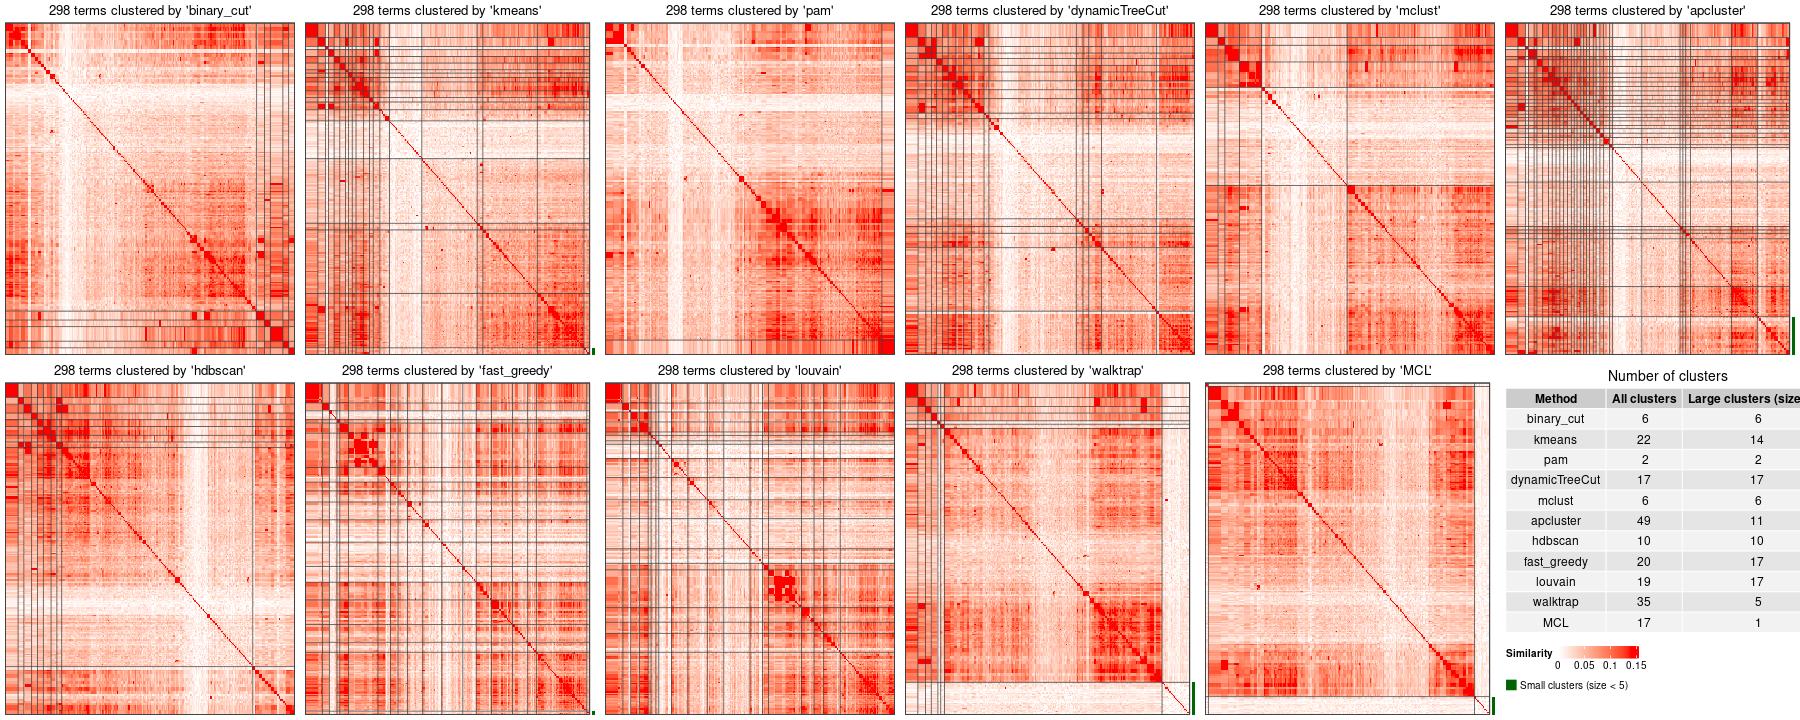 298 terms clustered by 'binary_cut'
298 terms clustered by 'kmeans'
298 terms clustered by 'pam'
298 terms clustered by 'dynamicTreeCut'
298 terms clustered by 'mclust'
298 terms clustered by 'apcluster'
298 terms clustered by 'hdbscan'
298 terms clustered by 'fast_greedy'
298 terms clustered by 'louvain'
298 terms clustered by 'walktrap'
298 terms clustered by 'MCL'
Number of clusters
Method All clusters Large clusters (size
binary_cut 6 6
kmeans 22 14
pam 2 2
dynamicTreeCut 17 17
mclust 6 6
apcluster 49 11
hdbscan 10 10
fast_greedy 20 17
louvain 19 17
walktrap 35 5
MCL 17 1
Similarity
0 0.05 0.1 0.15
Small clusters (size < 5)